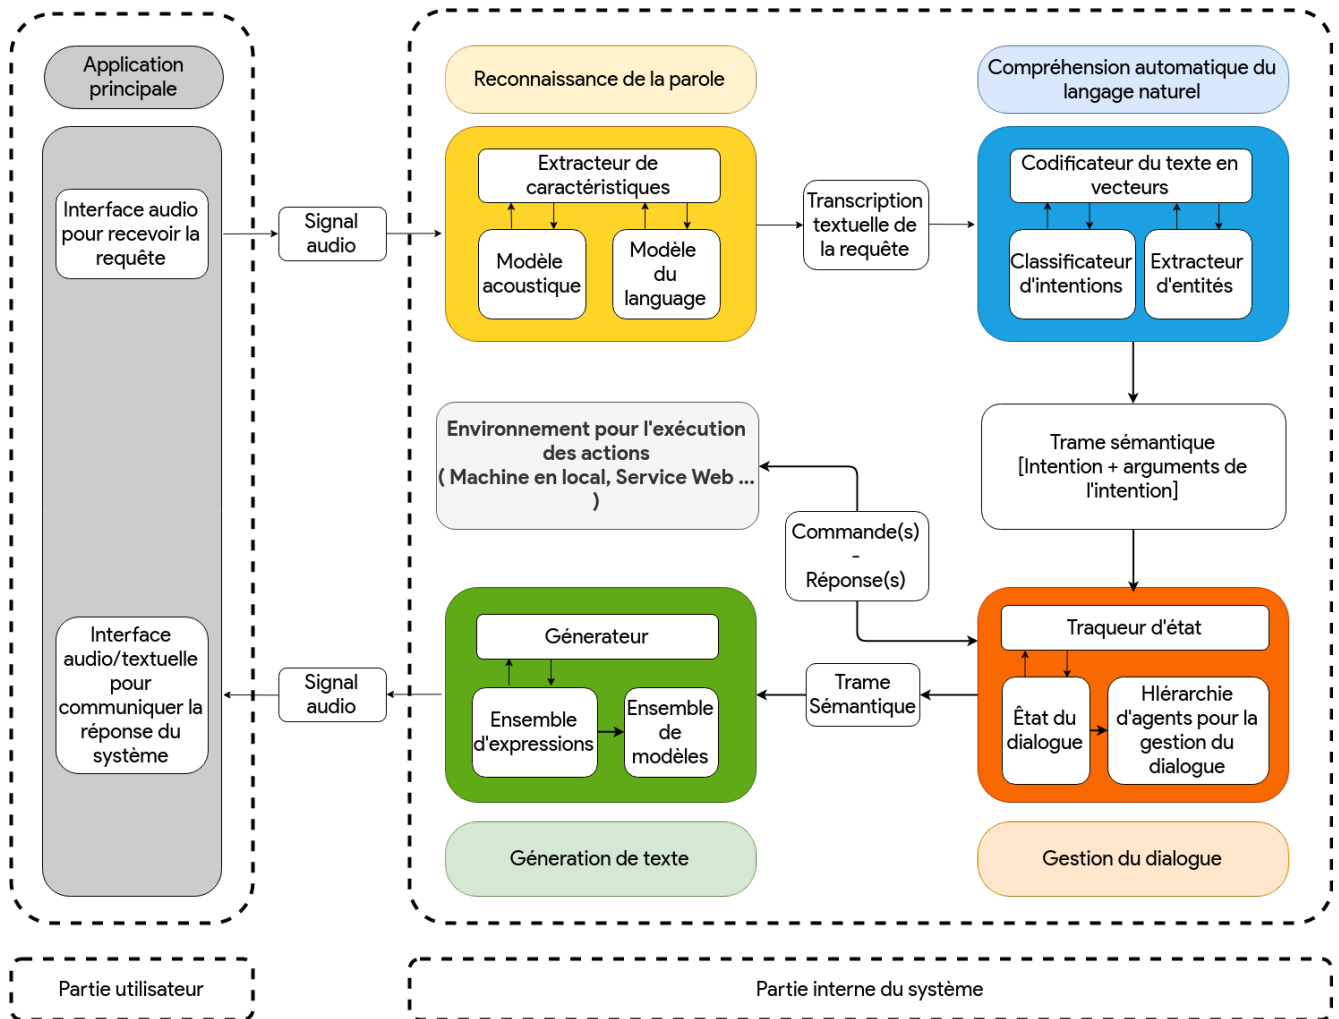 Application
principale
Interface audio
pour recevoir la
requête
Signal
audio
Reconnaissance de la parole
Extracteur de
caractéristiques
Modèle
acoustique
Modèle
du
language
Transcription
textuelle de
la requête
Compréhension automatique du
langage naturel
Codificateur du texte en
vecteurs
Classificateur
d'intentions
Extracteur
d'entités
Trame sémantique
[Intention + arguments de
l'intention]
Environnement pour l'exécution
des actions
( Machine en local, Service Web ...
)
Commande(s)
-
Réponse(s)
Traqueur d'état
Êtat du
dialogue
HIérarchie
d'agents pour la
gestion du
dialogue
Gestion du dialogue
Trame
Sémantique
Génerateur
Ensemble
d'expressions
Ensemble
de
modèles
Géneration de texte
Signal
audio
Interface
audio/textuelle
pour
communiquer la
réponse du
système
Partie utilisateur
Partie interne du système